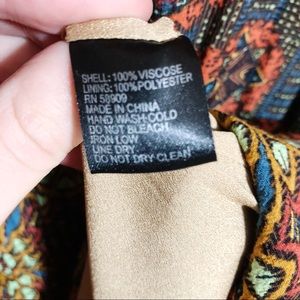 SHELL: 100% VISCOSE
LINING: 100%POLYESTER
RN 58909
MADE IN CHINA
HAND WASH COLD
DO NOT BLEACH
IRON LOW
LINE DRY
DO NOT DRY CLEAN